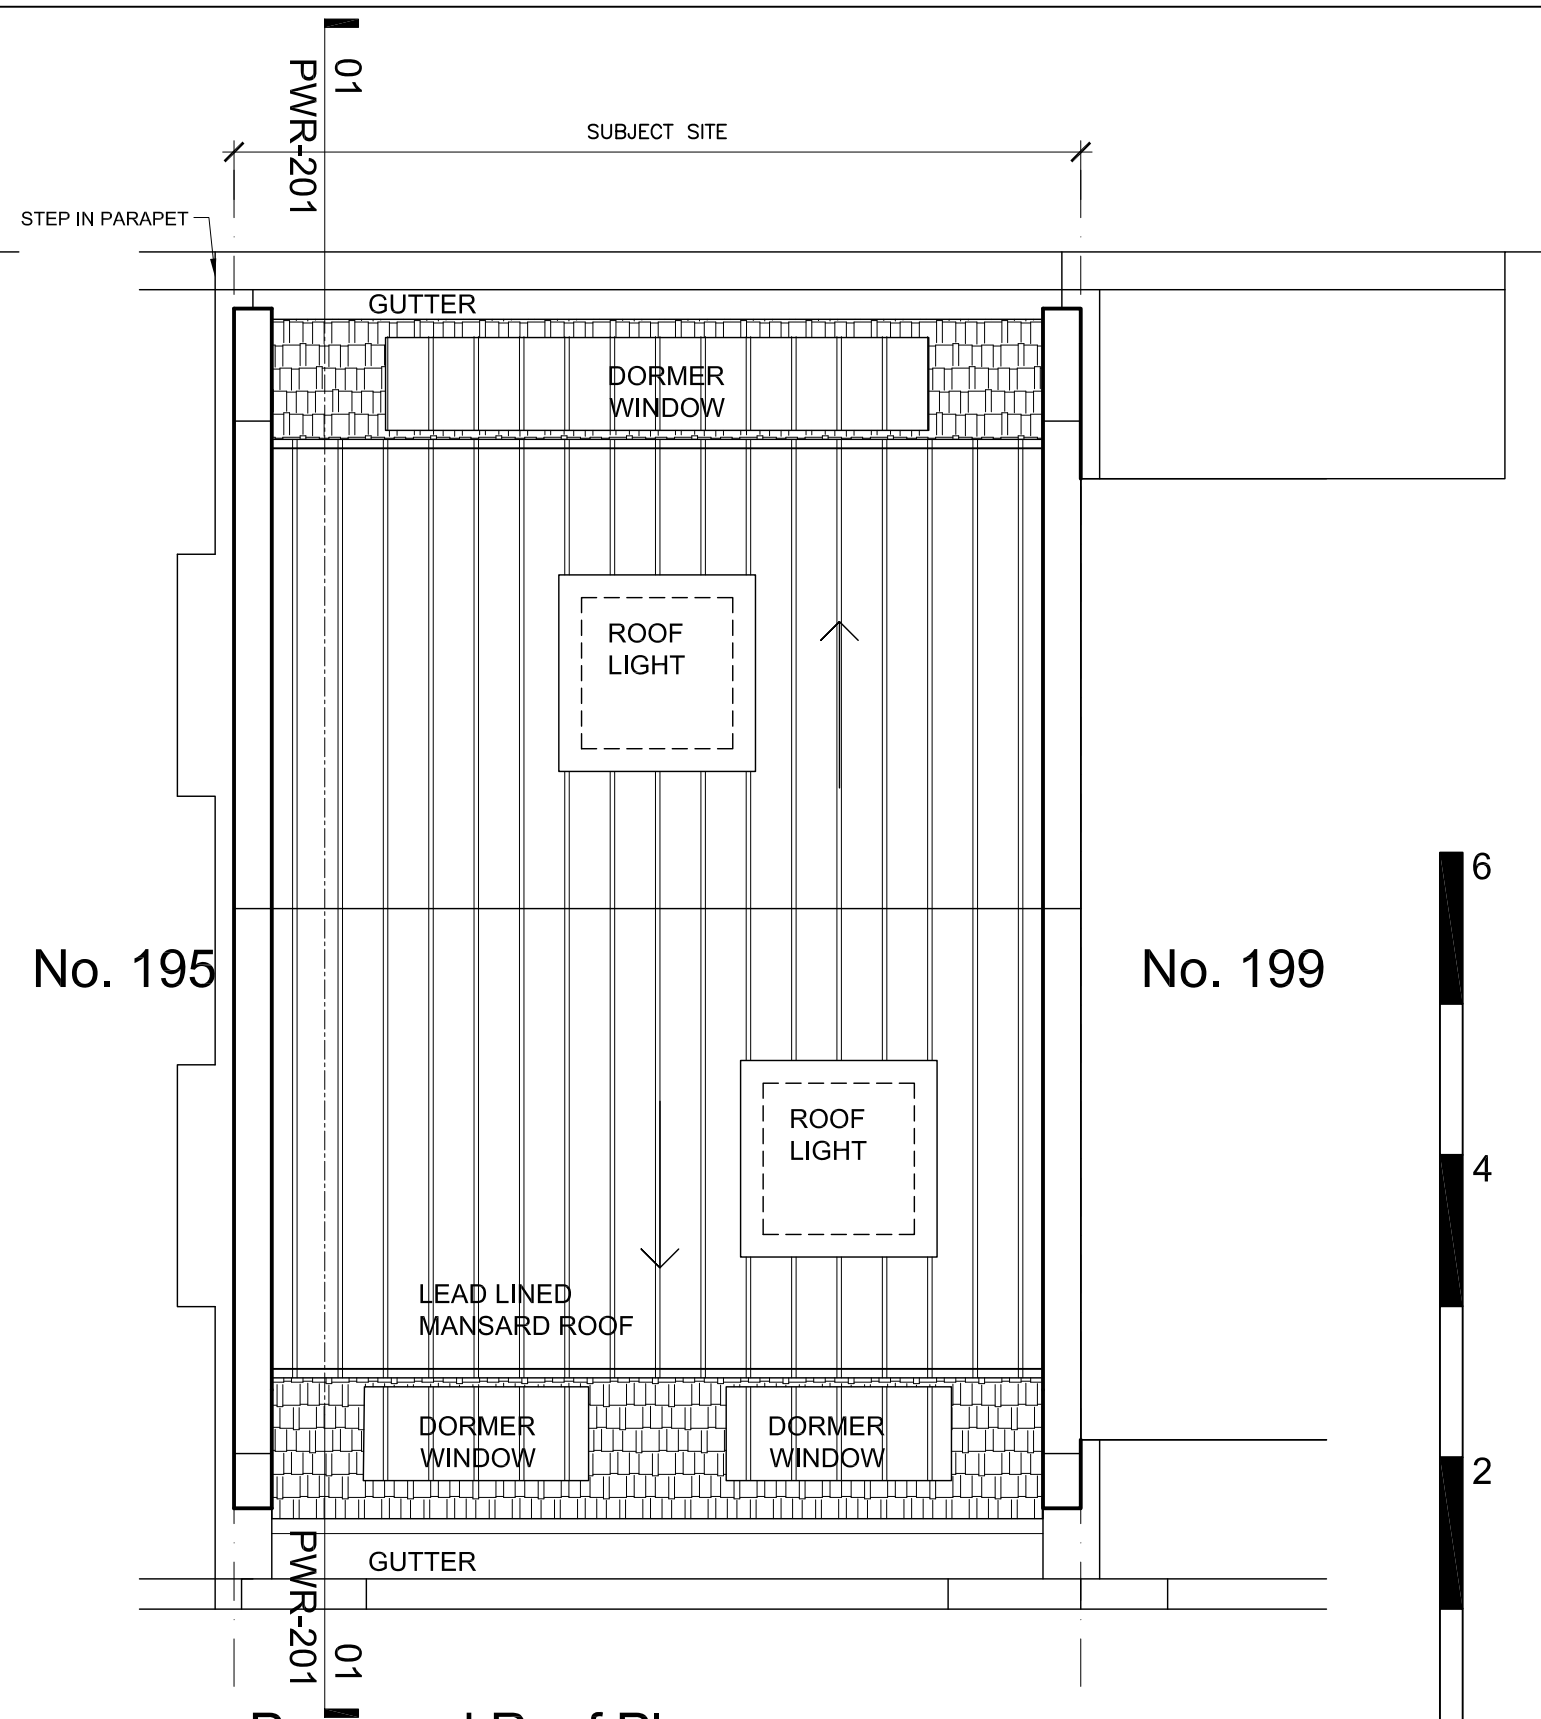 01
PWR-201
SUBJECT SITE
STEP IN PARAPET
GUTTER
DORMER
WINDOW
ROOF
LIGHT
6
No. 195
No. 199
ROOF
LIGHT
4
LEAD LINED
MANSARD ROOF
DORMER
WINDOW
DORMER
WINDOW
2
GUTTER
PWR-201
01